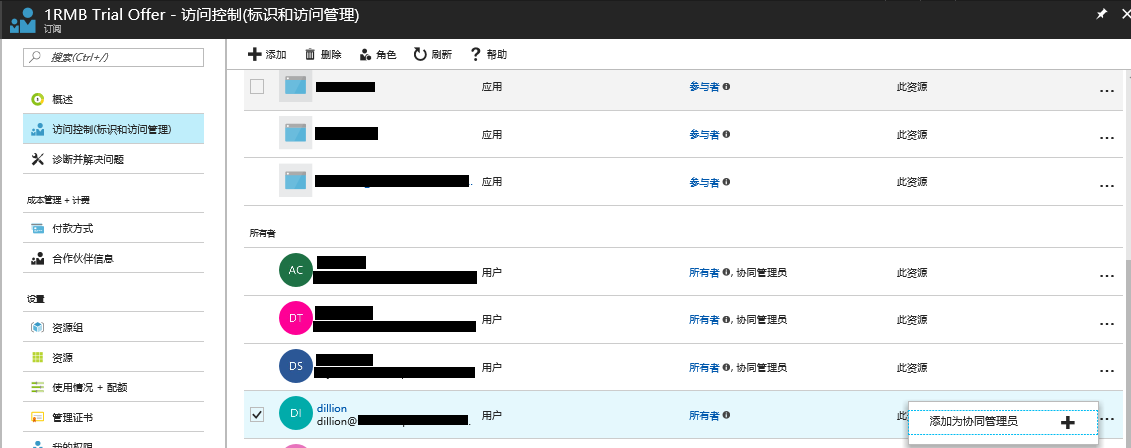 1RMB Trial Offer - 访问控制(标识和访问管理)
订阅
搜索(Ctrl+/)
概述
访问控制(标识和访问管理)
诊断并解决问题
成本管理 + 计费
付款方式
合作伙伴信息
设置
资源组
资源
使用情况 + 配额
管理证书
我的权限
添加 删除 角色 刷新 ? 帮助
应用 参与者 此资源 ...
应用 参与者 此资源 ...
应用 参与者 此资源 ...
所有者
AC 用户 所有者 , 协同管理员 此资源 ...
DT 用户 所有者 , 协同管理员 此资源 ...
DS 用户 所有者 , 协同管理员 此资源 ...
DI dillion
dillion@ 用户 所有者 此 ...
添加为协同管理员